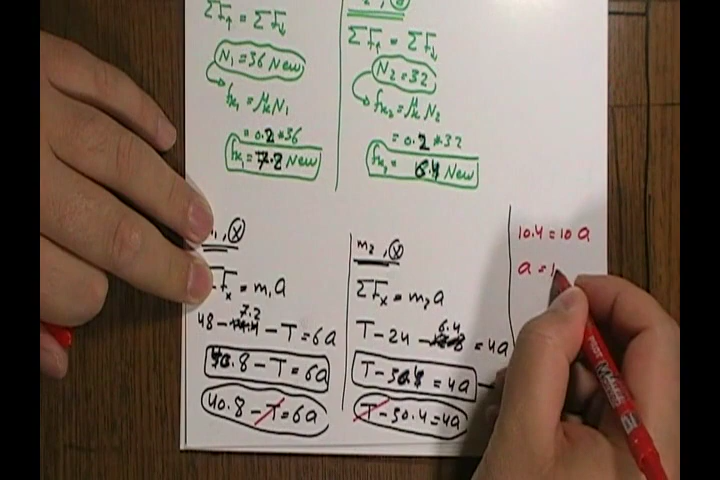 ΣF↑ = ΣF↓
N₁ = 36 New
fk₁ = μk N₁
= 0.2 * 36
fk₁ = 7.2 New
ΣF↑ = ΣF↓
N₂ = 32
fk₂ = μk N₂
= 0.2 * 32
fk₂ = 6.4 New
, x
Fx = m₁a
7.2
48 - - T = 6a
40.8 - T = 6a
40.8 - T = 6a
m₂, x
ΣFx = m₂a
6.4
T - 24 - = 4a
T - 30.4 = 4a
T - 30.4 = 4a
10.4 = 10 a
a = 1